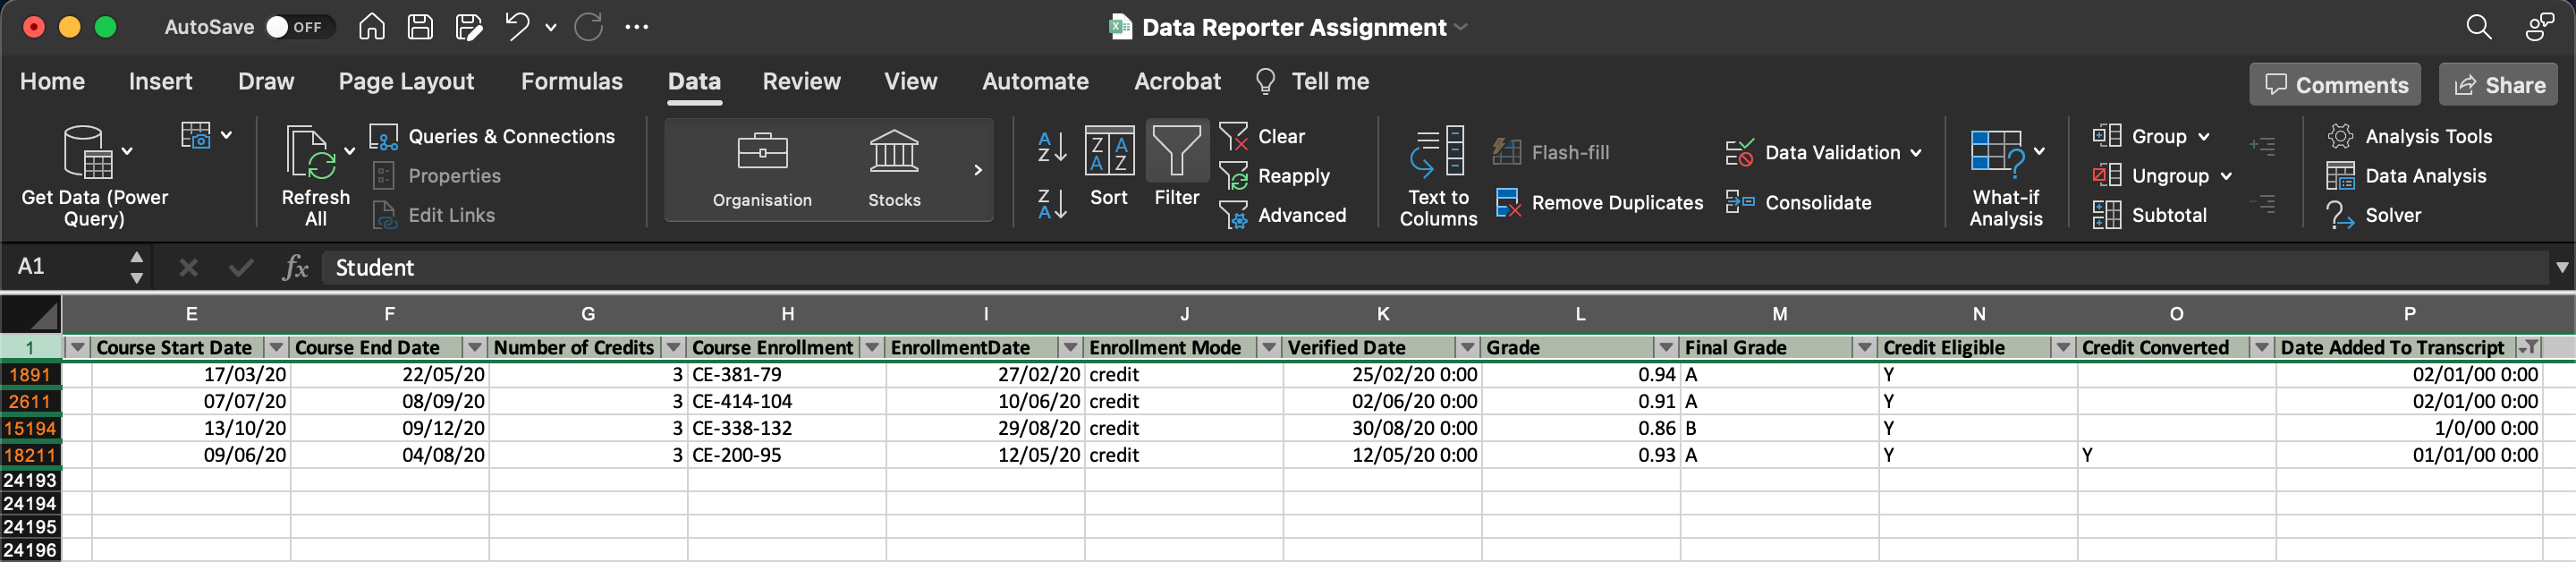 AutoSave OFF Data Reporter Assignment
Home Insert Draw Page Layout Formulas Data Review View Automate Acrobat Tell me Comments Share
Get Data (Power Query)
Refresh All
Queries & Connections
Properties
Edit Links
Organisation Stocks
A Z
Z A
Z A A Z
Sort
Filter
Clear
Reapply
Advanced
Text to Columns
Flash-fill
Remove Duplicates
Data Validation
Consolidate
What-if Analysis
Group
Ungroup
Subtotal
Analysis Tools
Data Analysis
Solver
A1 fx Student
E F G H I J K L M N O P
1 Course Start Date Course End Date Number of Credits Course Enrollment EnrollmentDate Enrollment Mode Verified Date Grade Final Grade Credit Eligible Credit Converted Date Added To Transcript
1891 17/03/20 22/05/20 3 CE-381-79 27/02/20 credit 25/02/20 0:00 0.94 A Y 02/01/00 0:00
2611 07/07/20 08/09/20 3 CE-414-104 10/06/20 credit 02/06/20 0:00 0.91 A Y 02/01/00 0:00
15194 13/10/20 09/12/20 3 CE-338-132 29/08/20 credit 30/08/20 0:00 0.86 B Y 1/0/00 0:00
18211 09/06/20 04/08/20 3 CE-200-95 12/05/20 credit 12/05/20 0:00 0.93 A Y Y 01/01/00 0:00
24193
24194
24195
24196